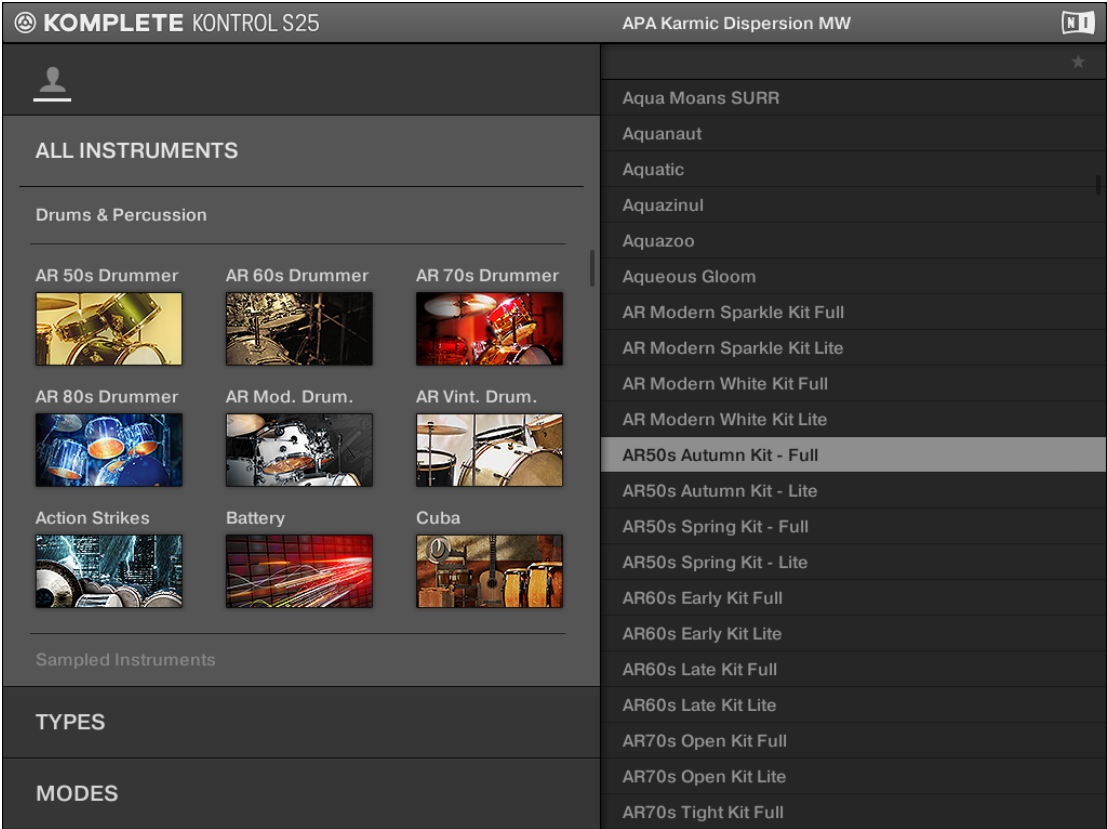 KOMPLETE KONTROL S25
APA Karmic Dispersion MW
NI
ALL INSTRUMENTS
Drums & Percussion
AR 50s Drummer
AR 60s Drummer
AR 70s Drummer
AR 80s Drummer
AR Mod. Drum.
AR Vint. Drum.
Action Strikes
Battery
Cuba
Sampled Instruments
TYPES
MODES
Aqua Moans SURR
Aquanaut
Aquatic
Aquazinul
Aquazoo
Aqueous Gloom
AR Modern Sparkle Kit Full
AR Modern Sparkle Kit Lite
AR Modern White Kit Full
AR Modern White Kit Lite
AR50s Autumn Kit - Full
AR50s Autumn Kit - Lite
AR50s Spring Kit - Full
AR50s Spring Kit - Lite
AR60s Early Kit Full
AR60s Early Kit Lite
AR60s Late Kit Full
AR60s Late Kit Lite
AR70s Open Kit Full
AR70s Open Kit Lite
AR70s Tight Kit Full